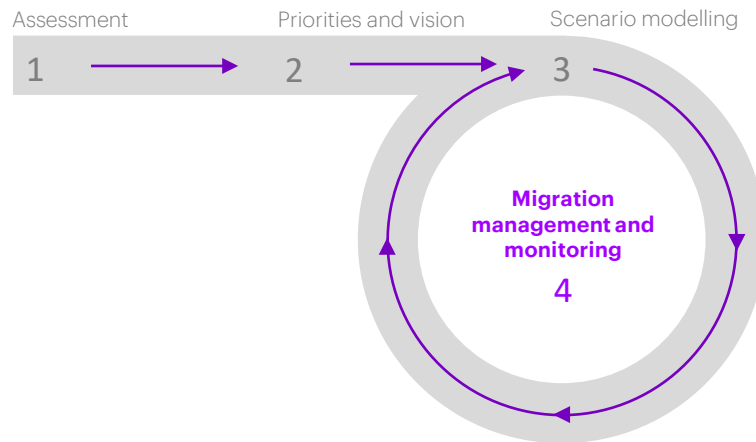 Assessment
Priorities and vision
Scenario modelling
1
2
3
Migration
management and
monitoring
4